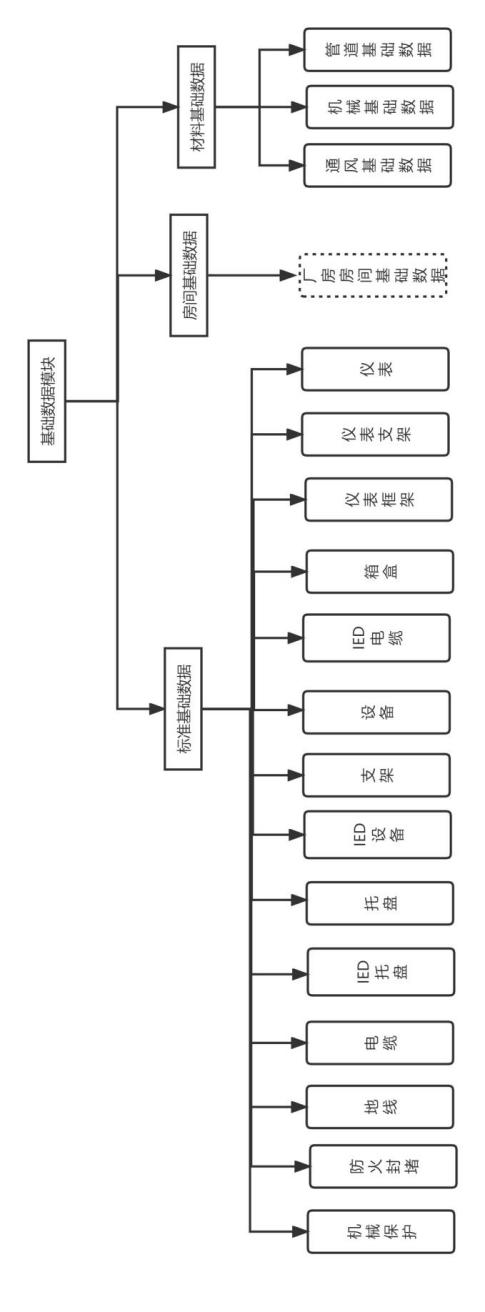 基础数据模块
材料基础数据
管道基础数据
机械基础数据
通风基础数据
房间基础数据
厂房房间基础数据
标准基础数据
仪表
仪表支架
仪表框架
箱盒
IED电缆
设备
支架
IED设备
托盘
IED托盘
电缆
地线
防火封堵
机械保护